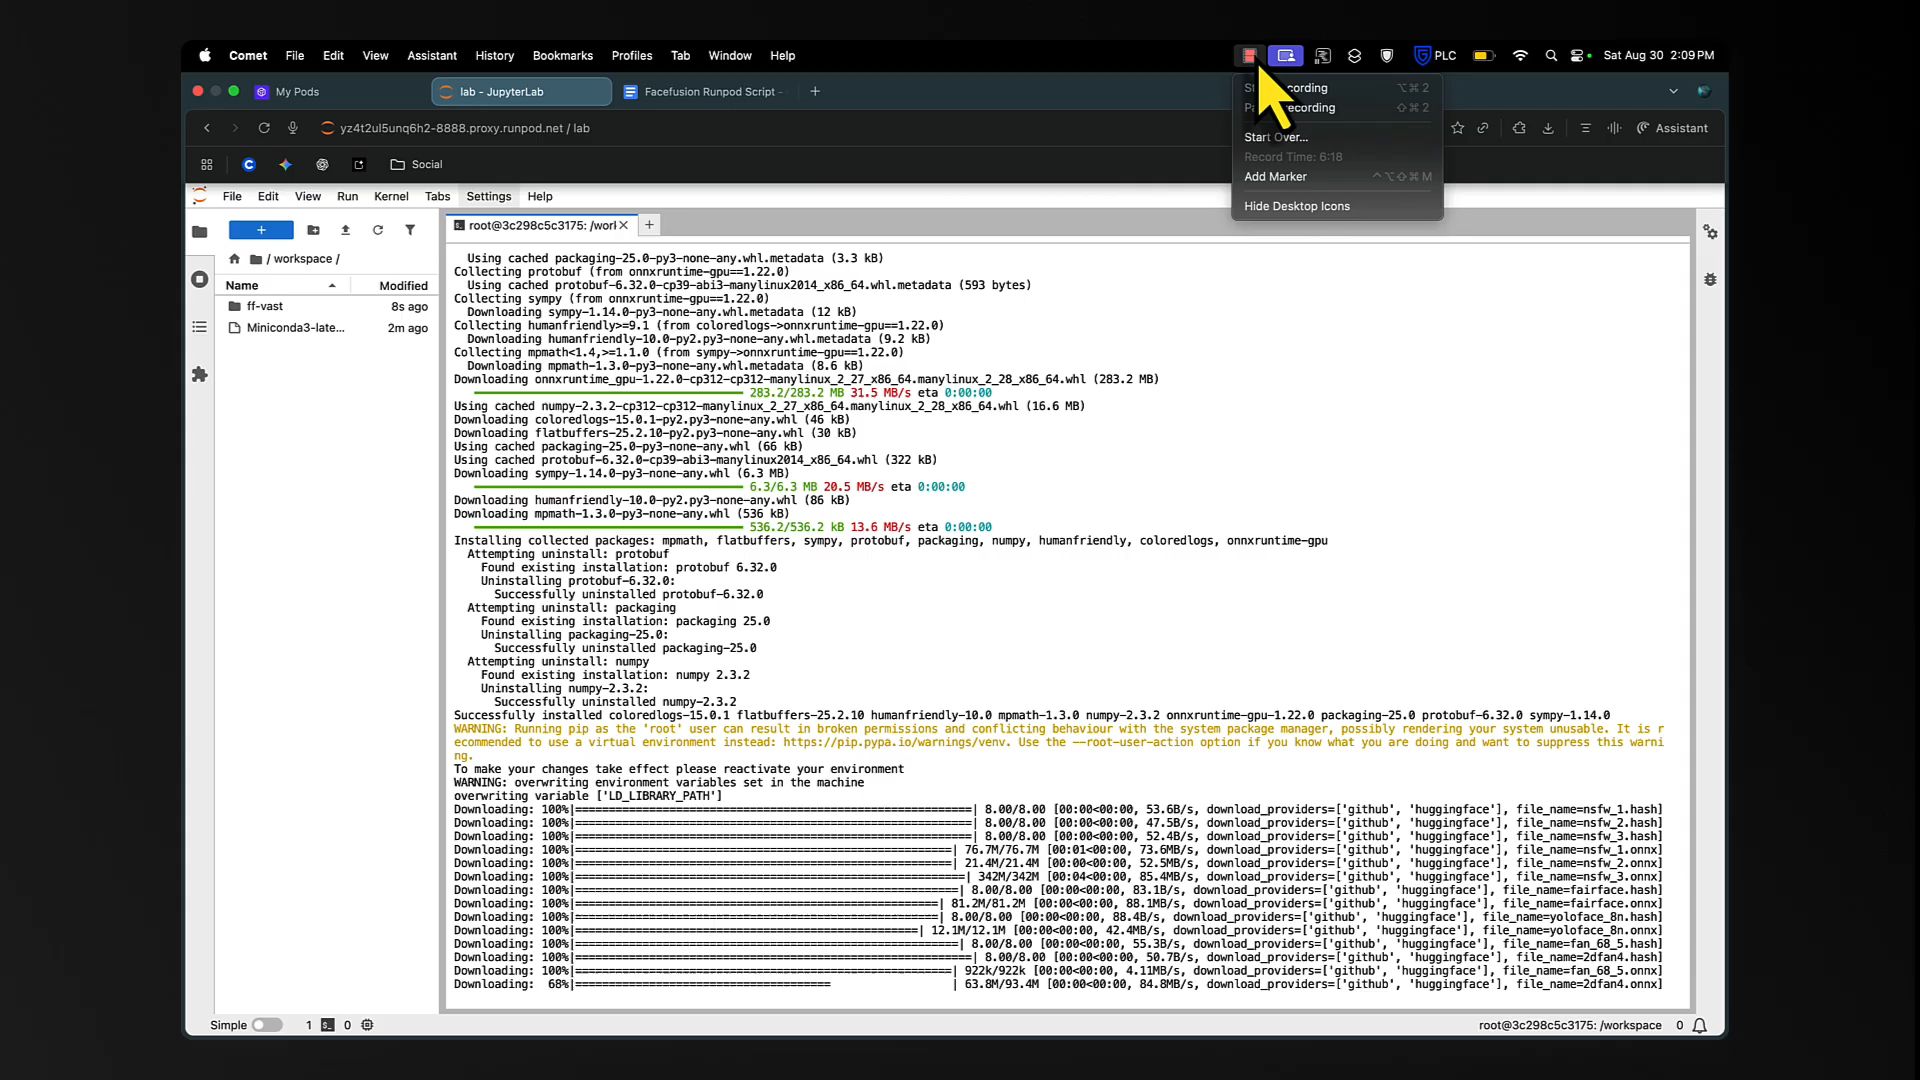 Comet File Edit View Assistant History Bookmarks Profiles Tab Window Help PLC Sat Aug 30 2:09 PM
My Pods lab - JupyterLab Facefusion Runpod Script -
yz4t2ul5unq6h2-8888.proxy.runpod.net / lab Assistant
Social
⌥⌘2
⇧⌘2
Start Over...
Record Time: 6:18
Add Marker ^⌥⇧⌘M
Hide Desktop Icons
File Edit View Run Kernel Tabs Settings Help
root@3c298c5c3175: /worl
/ workspace /
Name Modified
ff-vast 8s ago
Miniconda3-late... 2m ago
Using cached packaging-25.0-py3-none-any.whl.metadata (3.3 kB)
Collecting protobuf (from onnxruntime-gpu==1.22.0)
Using cached protobuf-6.32.0-cp39-abi3-manylinux2014_x86_64.whl.metadata (593 bytes)
Collecting sympy (from onnxruntime-gpu==1.22.0)
Downloading sympy-1.14.0-py3-none-any.whl.metadata (12 kB)
Collecting humanfriendly>=9.1 (from coloredlogs->onnxruntime-gpu==1.22.0)
Downloading humanfriendly-10.0-py2.py3-none-any.whl.metadata (9.2 kB)
Collecting mpmath<1.4,>=1.1.0 (from sympy->onnxruntime-gpu==1.22.0)
Downloading mpmath-1.3.0-py3-none-any.whl.metadata (8.6 kB)
Downloading onnxruntime_gpu-1.22.0-cp312-cp312-manylinux_2_27_x86_64.manylinux_2_28_x86_64.whl (283.2 MB)
283.2/283.2 MB 31.5 MB/s eta 0:00:00
Using cached numpy-2.3.2-cp312-cp312-manylinux_2_27_x86_64.manylinux_2_28_x86_64.whl (16.6 MB)
Downloading coloredlogs-15.0.1-py2.py3-none-any.whl (46 kB)
Downloading flatbuffers-25.2.10-py2.py3-none-any.whl (30 kB)
Using cached packaging-25.0-py3-none-any.whl (66 kB)
Using cached protobuf-6.32.0-cp39-abi3-manylinux2014_x86_64.whl (322 kB)
Downloading sympy-1.14.0-py3-none-any.whl (6.3 MB)
6.3/6.3 MB 20.5 MB/s eta 0:00:00
Downloading humanfriendly-10.0-py2.py3-none-any.whl (86 kB)
Downloading mpmath-1.3.0-py3-none-any.whl (536 kB)
536.2/536.2 kB 13.6 MB/s eta 0:00:00
Installing collected packages: mpmath, flatbuffers, sympy, protobuf, packaging, numpy, humanfriendly, coloredlogs, onnxruntime-gpu
Attempting uninstall: protobuf
Found existing installation: protobuf 6.32.0
Uninstalling protobuf-6.32.0:
Successfully uninstalled protobuf-6.32.0
Attempting uninstall: packaging
Found existing installation: packaging 25.0
Uninstalling packaging-25.0:
Successfully uninstalled packaging-25.0
Attempting uninstall: numpy
Found existing installation: numpy 2.3.2
Uninstalling numpy-2.3.2:
Successfully uninstalled numpy-2.3.2
Successfully installed coloredlogs-15.0.1 flatbuffers-25.2.10 humanfriendly-10.0 mpmath-1.3.0 numpy-2.3.2 onnxruntime-gpu-1.22.0 packaging-25.0 protobuf-6.32.0 sympy-1.14.0
WARNING: Running pip as the 'root' user can result in broken permissions and conflicting behaviour with the system package manager, possibly rendering your system unusable. It is r
ecommended to use a virtual environment instead: https://pip.pypa.io/warnings/venv. Use the --root-user-action option if you know what you are doing and want to suppress this warni
ng.
To make your changes take effect please reactivate your environment
WARNING: overwriting environment variables set in the machine
overwriting variable ['LD_LIBRARY_PATH']
Downloading: 100%|===========================================================| 8.00/8.00 [00:00<00:00, 53.6B/s, download_providers=['github', 'huggingface'], file_name=nsfw_1.hash]
Downloading: 100%|===========================================================| 8.00/8.00 [00:00<00:00, 47.5B/s, download_providers=['github', 'huggingface'], file_name=nsfw_2.hash]
Downloading: 100%|===========================================================| 8.00/8.00 [00:00<00:00, 52.4B/s, download_providers=['github', 'huggingface'], file_name=nsfw_3.hash]
Downloading: 100%|========================================================| 76.7M/76.7M [00:01<00:00, 73.6MB/s, download_providers=['github', 'huggingface'], file_name=nsfw_1.onnx]
Downloading: 100%|========================================================| 21.4M/21.4M [00:00<00:00, 52.5MB/s, download_providers=['github', 'huggingface'], file_name=nsfw_2.onnx]
Downloading: 100%|==========================================================| 342M/342M [00:04<00:00, 85.4MB/s, download_providers=['github', 'huggingface'], file_name=nsfw_3.onnx]
Downloading: 100%|=========================================================| 8.00/8.00 [00:00<00:00, 83.1B/s, download_providers=['github', 'huggingface'], file_name=fairface.hash]
Downloading: 100%|======================================================| 81.2M/81.2M [00:00<00:00, 88.1MB/s, download_providers=['github', 'huggingface'], file_name=fairface.onnx]
Downloading: 100%|======================================================| 8.00/8.00 [00:00<00:00, 88.4B/s, download_providers=['github', 'huggingface'], file_name=yoloface_8n.hash]
Downloading: 100%|===================================================| 12.1M/12.1M [00:00<00:00, 42.4MB/s, download_providers=['github', 'huggingface'], file_name=yoloface_8n.onnx]
Downloading: 100%|=========================================================| 8.00/8.00 [00:00<00:00, 55.3B/s, download_providers=['github', 'huggingface'], file_name=fan_68_5.hash]
Downloading: 100%|===========================================================| 8.00/8.00 [00:00<00:00, 50.7B/s, download_providers=['github', 'huggingface'], file_name=2dfan4.hash]
Downloading: 100%|========================================================| 922k/922k [00:00<00:00, 4.11MB/s, download_providers=['github', 'huggingface'], file_name=fan_68_5.onnx]
Downloading: 68%|====================================== | 63.8M/93.4M [00:00<00:00, 84.8MB/s, download_providers=['github', 'huggingface'], file_name=2dfan4.onnx]
Simple 1 0 root@3c298c5c3175: /workspace 0